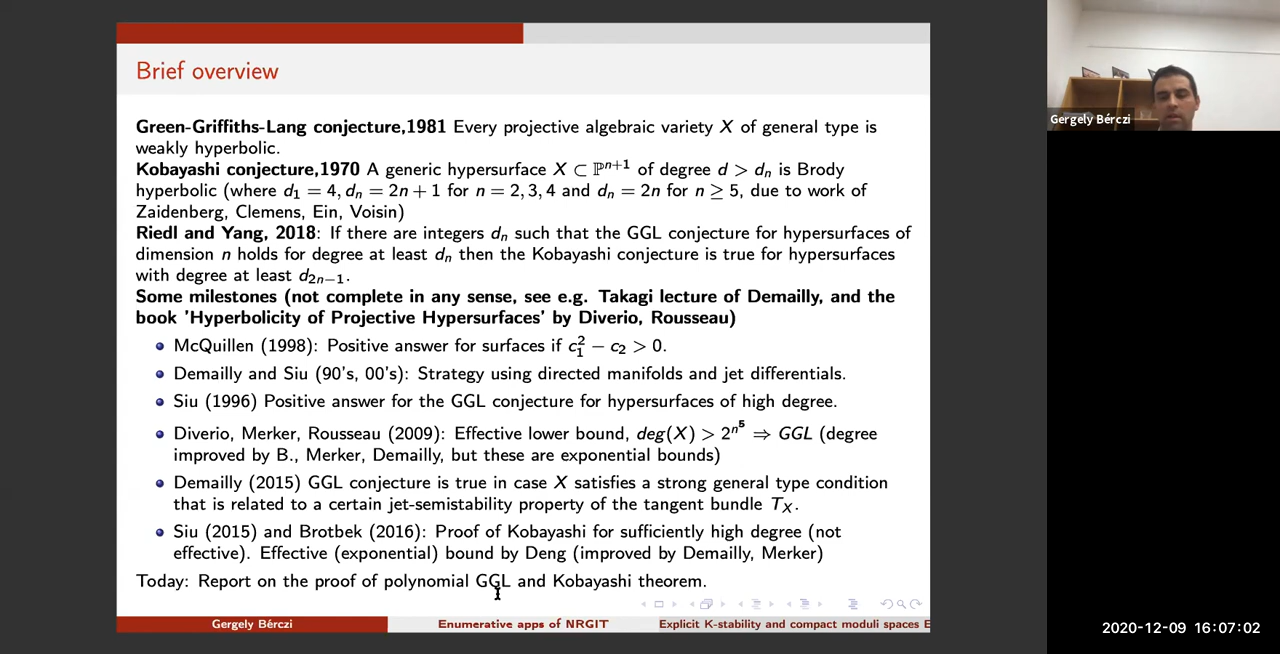 Brief overview
Green-Griffiths-Lang conjecture,1981 Every projective algebraic variety X of general type is
weakly hyperbolic.
Kobayashi conjecture,1970 A generic hypersurface X ⊂ ℙⁿ⁺¹ of degree d > dₙ is Brody
hyperbolic (where d₁ = 4, dₙ = 2n + 1 for n = 2, 3, 4 and dₙ = 2n for n ≥ 5, due to work of
Zaidenberg, Clemens, Ein, Voisin)
Riedl and Yang, 2018: If there are integers dₙ such that the GGL conjecture for hypersurfaces of
dimension n holds for degree at least dₙ then the Kobayashi conjecture is true for hypersurfaces
with degree at least d₂ₙ₋₁.
Some milestones (not complete in any sense, see e.g. Takagi lecture of Demailly, and the
book 'Hyperbolicity of Projective Hypersurfaces' by Diverio, Rousseau)
McQuillen (1998): Positive answer for surfaces if c₁² − c₂ > 0.
Demailly and Siu (90's, 00's): Strategy using directed manifolds and jet differentials.
Siu (1996) Positive answer for the GGL conjecture for hypersurfaces of high degree.
Diverio, Merker, Rousseau (2009): Effective lower bound, deg(X) > 2^{n⁵} ⇒ GGL (degree
improved by B., Merker, Demailly, but these are exponential bounds)
Demailly (2015) GGL conjecture is true in case X satisfies a strong general type condition
that is related to a certain jet-semistability property of the tangent bundle T_X.
Siu (2015) and Brotbek (2016): Proof of Kobayashi for sufficiently high degree (not
effective). Effective (exponential) bound by Deng (improved by Demailly, Merker)
Today: Report on the proof of polynomial GGL and Kobayashi theorem.
Gergely Bérczi
Enumerative apps of NRGIT
Explicit K-stability and compact moduli spaces E
Gergely Bérczi
2020-12-09 16:07:02